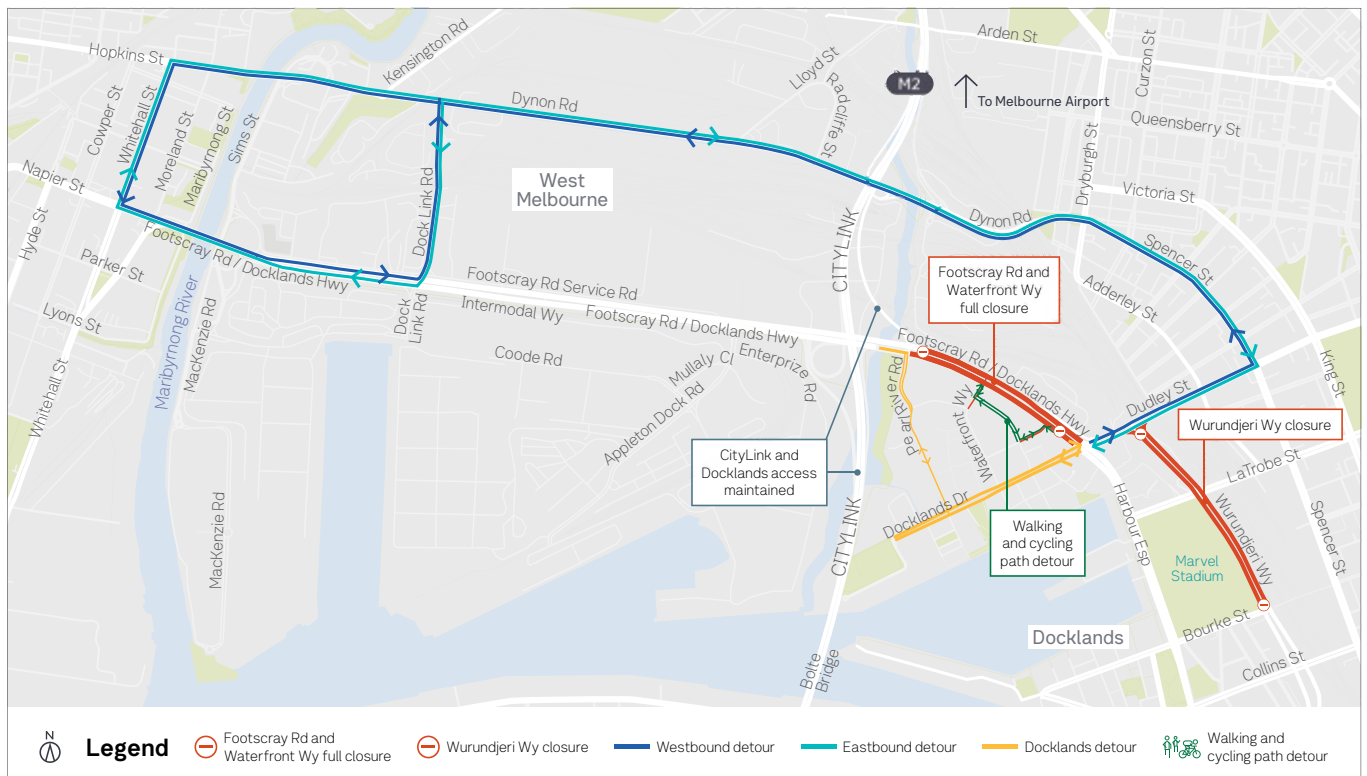 Hopkins St
Kensington Rd
Lloyd St
Radcliffe St
M2
To Melbourne Airport
Arden St
Curzon St
Queensberry St
Dryburgh St
Victoria St
Cowper St
Whitehall St
Moreland St
Maribyrnong St
Sims St
Dynon Rd
West
Melbourne
Napier St
Hyde St
Parker St
Lyons St
Whitehall St
Footscray Rd / Docklands Hwy
Dock Link Rd
Dock
Link Rd
Footscray Rd Service Rd
Intermodal Wy
Footscray Rd / Docklands Hwy
CITYLINK
Dynon Rd
Spencer St
Adderley St
Footscray Rd and
Waterfront Wy
full closure
Maribyrnong River
MacKenzie Rd
MacKenzie Rd
Coode Rd
Mullaly Cl
Enterprize Rd
Appleton Dock Rd
Footscray Rd / Docklands Hwy
Pearl River Rd
Waterfront Wy
Dudley St
King St
Wurundjeri Wy closure
CityLink and
Docklands access
maintained
Docklands Dr
LaTrobe St
Harbour Esp
Wurundjeri Wy
Spencer St
Walking
and cycling
path detour
CITYLINK
Marvel
Stadium
Bourke St
Docklands
Collins St
Bolte
Bridge
N
Legend
Footscray Rd and
Waterfront Wy full closure
Wurundjeri Wy closure
Westbound detour
Eastbound detour
Docklands detour
Walking and
cycling path detour